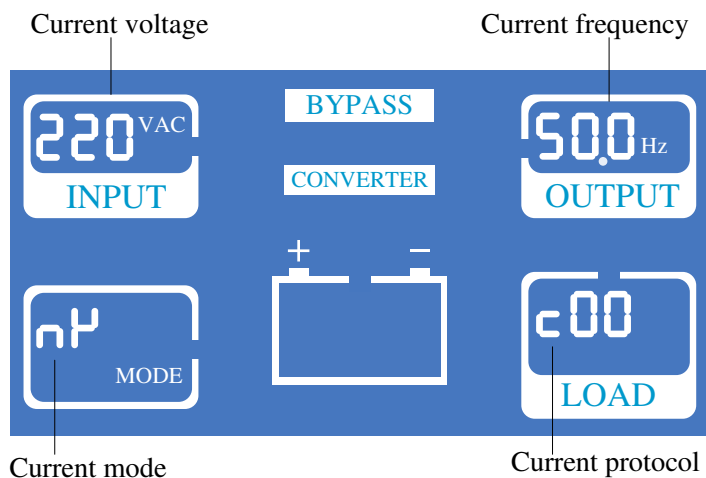 Current voltage
Current frequency
220 VAC
INPUT
BYPASS
CONVERTER
50.0 Hz
OUTPUT
+ −
MODE
c00
LOAD
Current mode
Current protocol